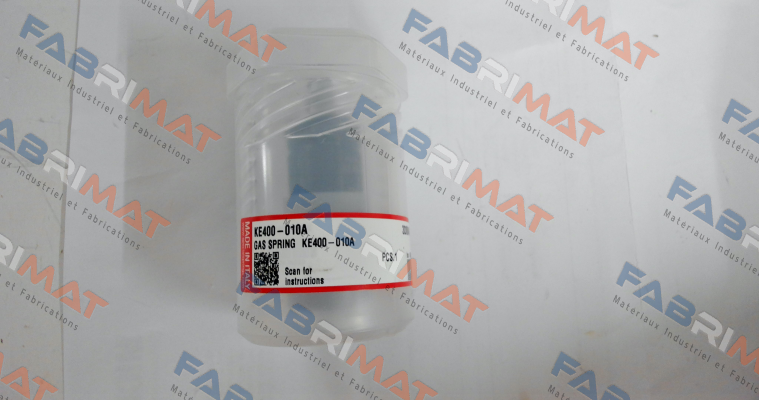 KE400-010A
GAS SPRING KE400-010A
MADE IN ITALY
PCS.1
Scan for
instructions
FABRIMAT
Materiaux Industriel et Fabrications